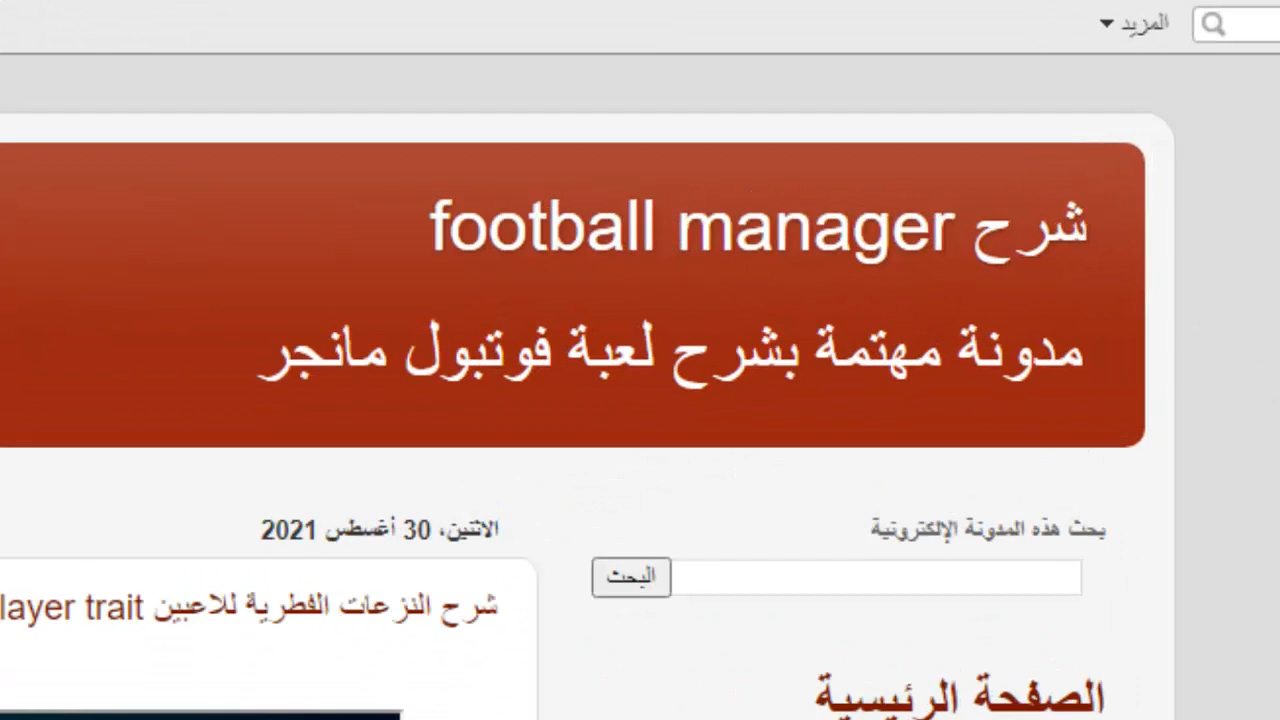 المزيد
شرح football manager
مدونة مهتمة بشرح لعبة فوتبول مانجر
بحث هذه المدونة الإلكترونية
البحث
الصفحة الرئيسية
الاثنين، 30 أغسطس 2021
شرح النزعات الفطرية للاعبين layer trait